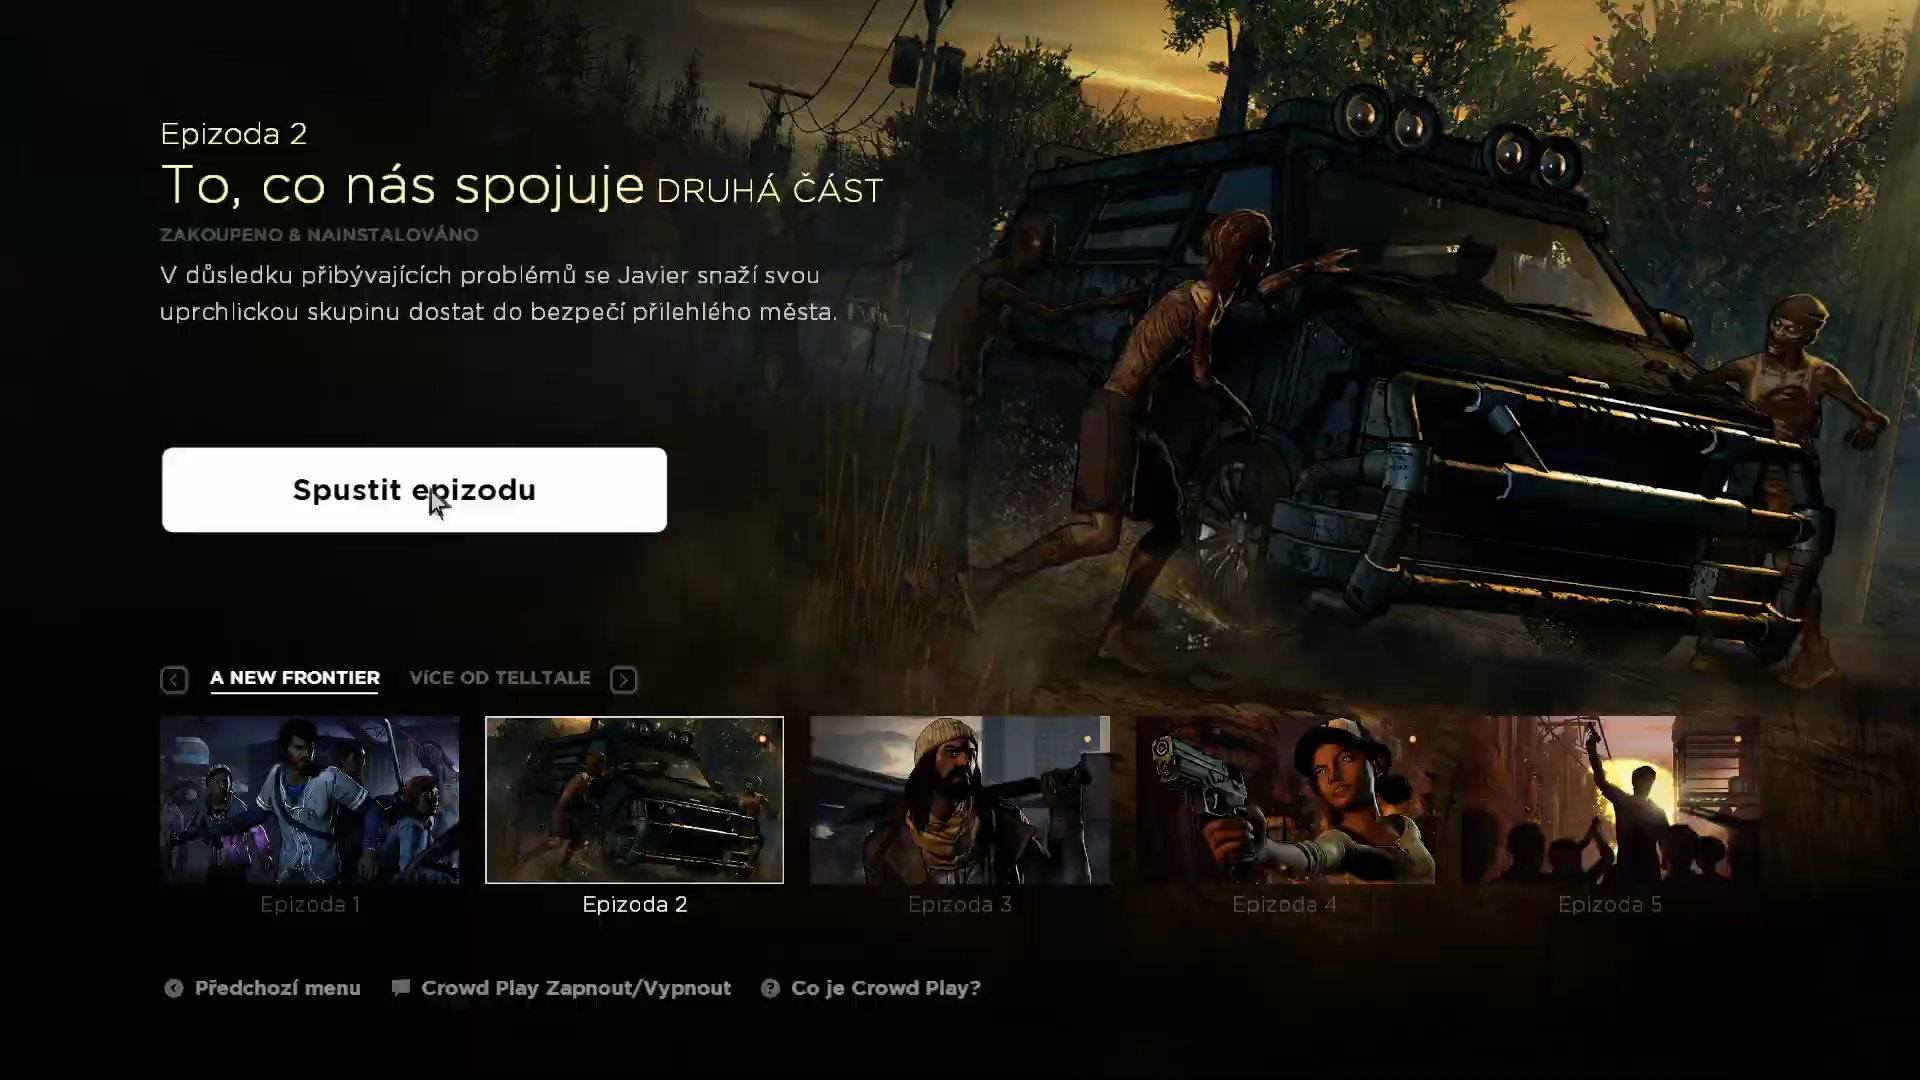 Epizoda 2
To, co nás spojuje DRUHÁ ČÁST
ZAKOUPENO & NAINSTALOVÁNO
V důsledku přibývajících problémů se Javier snaží svou
uprchlickou skupinu dostat do bezpečí přilehlého města.
Spustit epizodu
A NEW FRONTIER VÍCE OD TELLTALE
Epizoda 1 Epizoda 2 Epizoda 3 Epizoda 4 Epizoda 5
Předchozí menu Crowd Play Zapnout/Vypnout Co je Crowd Play?